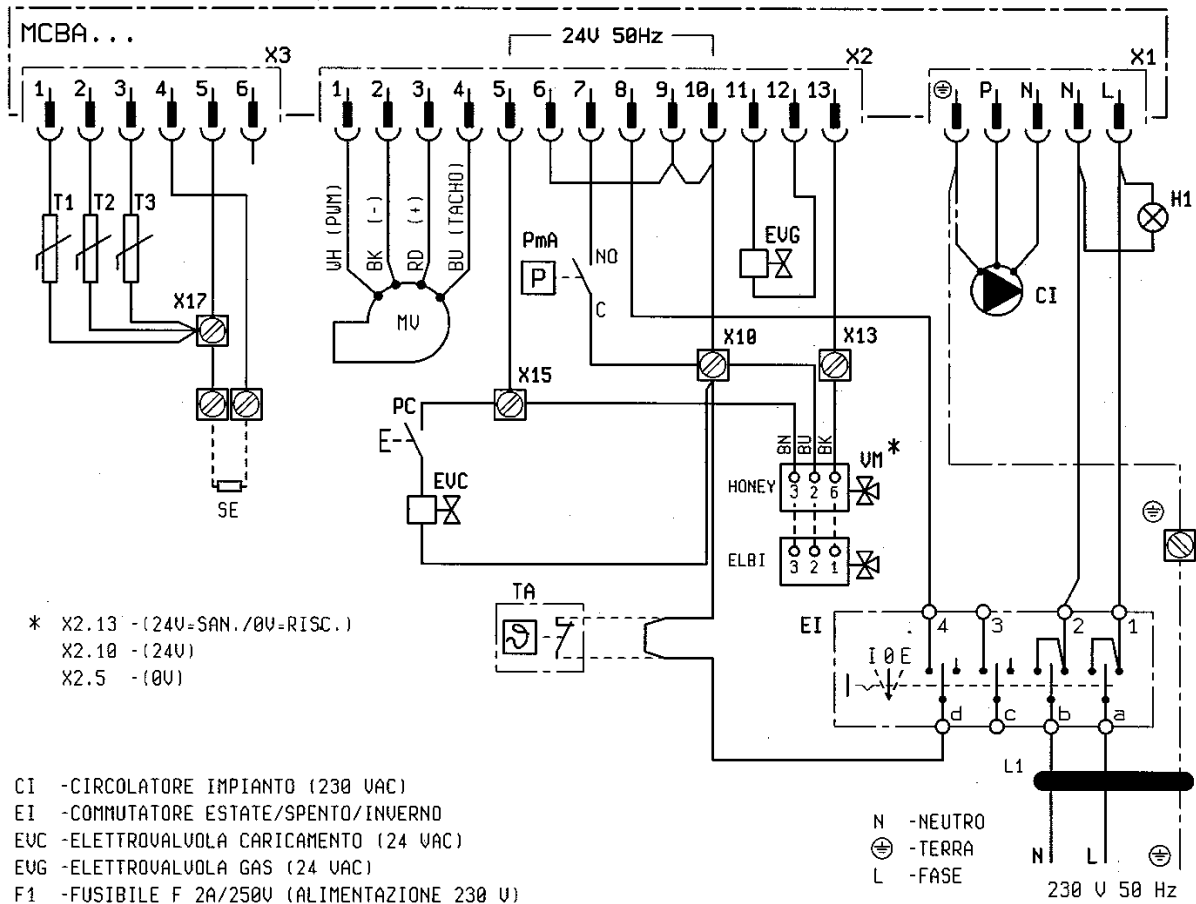 MCBA...
24V 50Hz
X3
X2
X1
1 2 3 4 5 6
1 2 3 4 5 6 7 8 9 10 11 12 13
P N N L
T1 T2 T3
WH (PWM)
BK (-)
RD (+)
BU (TACHO)
PmA
P
NO
C
EVG
H1
CI
MV
X17
X10
X13
X15
PC
E
EVC
SE
BN
BU
BK
VM *
HONEY
3 2 6
ELBI
3 2 1
TA
ϑ
EI
4 3 2 1
I 0 E
d c b a
L1
* X2.13 -(24V=SAN./0V=RISC.)
X2.10 -(24V)
X2.5 -(0V)
CI -CIRCOLATORE IMPIANTO (230 VAC)
EI -COMMUTATORE ESTATE/SPENTO/INVERNO
EVC -ELETTROVALVOLA CARICAMENTO (24 VAC)
EVG -ELETTROVALVOLA GAS (24 VAC)
F1 -FUSIBILE F 2A/250V (ALIMENTAZIONE 230 V)
N -NEUTRO
-TERRA
L -FASE
N L
230 V 50 Hz